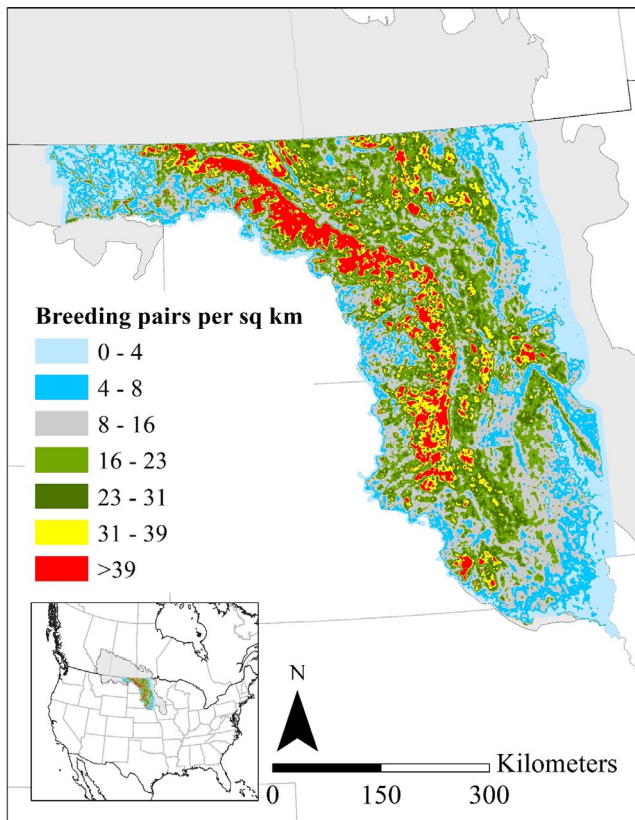 Breeding pairs per sq km
0 - 4
4 - 8
8 - 16
16 - 23
23 - 31
31 - 39
>39
N
Kilometers
0 150 300